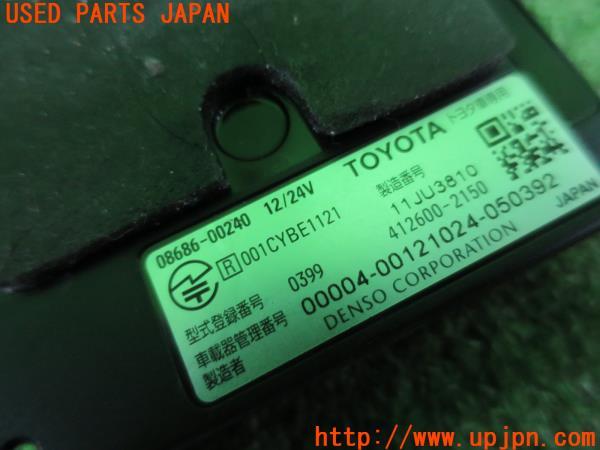 USED PARTS JAPAN
TOYOTA トヨタ車専用
08686-00240 12/24V 製造番号 11JU3810
R 001CYBE1121 412600-2150
型式登録番号 0399
車載器管理番号 00004-00121024-050392
製造者 DENSO CORPORATION JAPAN
UPJ
http://www.upjpn.com